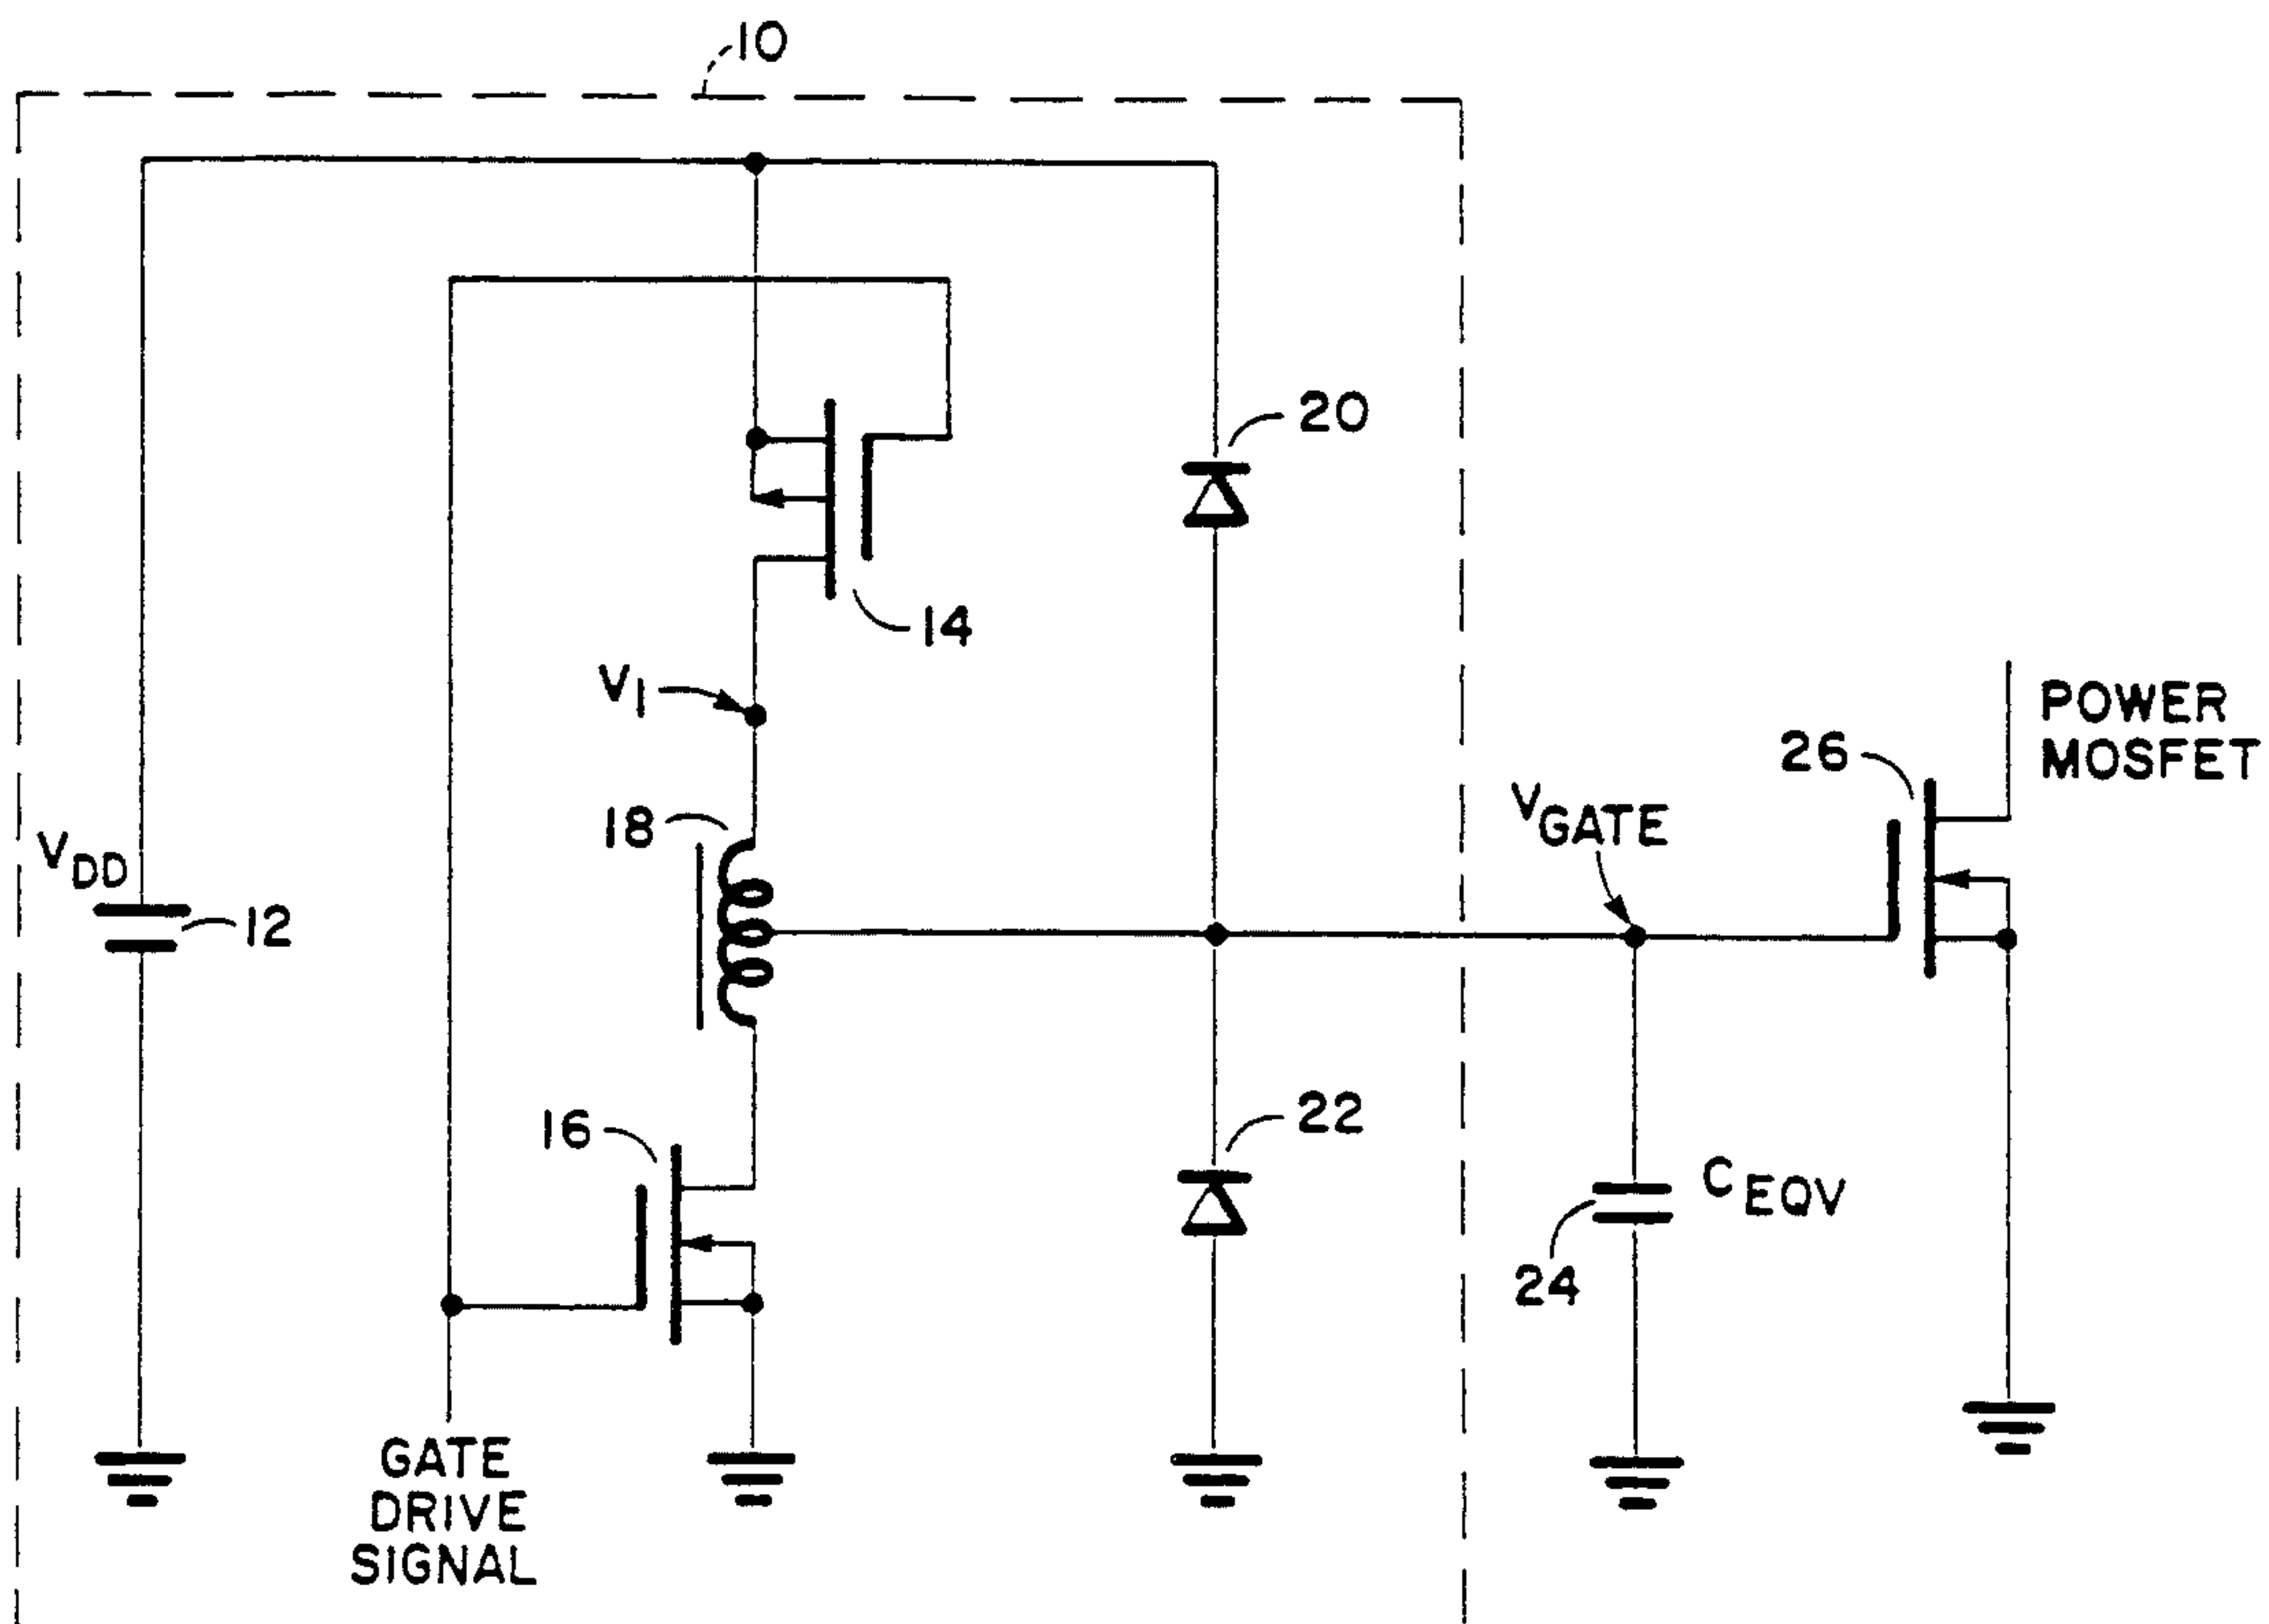 10
20
14
V1
POWER
MOSFET
26
VGATE
18
VDD
12
16
22
CEQV
24
GATE
DRIVE
SIGNAL